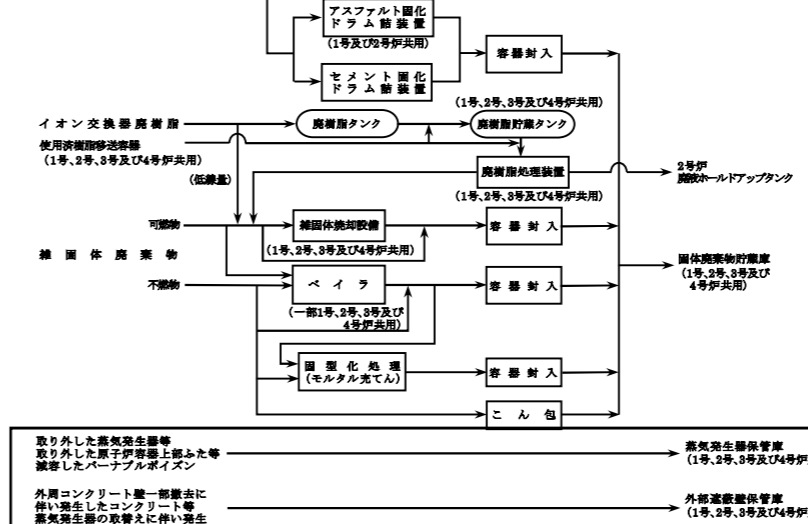 アスファルト固化
ドラム詰装置
(1号及び2号炉共用)
容器封入
セメント固化
ドラム詰装置
(1号、2号、3号及び4号炉共用)
イオン交換器廃樹脂
廃樹脂タンク
廃樹脂貯蔵タンク
使用済樹脂移送容器
(1号、2号、3号及び4号炉共用)
(低線量)
廃樹脂処理装置
(1号、2号、3号及び4号炉共用)
2号炉
廃液ホールドアップタンク
可燃物
雑固体焼却設備
容器封入
(1号、2号、3号及び4号炉共用)
雑固体廃棄物
固体廃棄物貯蔵庫
(1号、2号、3号及び
4号炉共用)
不燃物
ベイラ
容器封入
(一部1号、2号、3号及び
4号炉共用)
固型化処理
(モルタル充てん)
容器封入
こん包
取り外した蒸気発生器等
取り外した原子炉容器上部ふた等
減容したバーナブルポイズン
蒸気発生器保管庫
(1号、2号、3号及び4号炉
外周コンクリート壁一部撤去に
伴い発生したコンクリート等
蒸気発生器の取替えに伴い発生
外部遮蔽壁保管庫
(1号、2号、3号及び4号炉